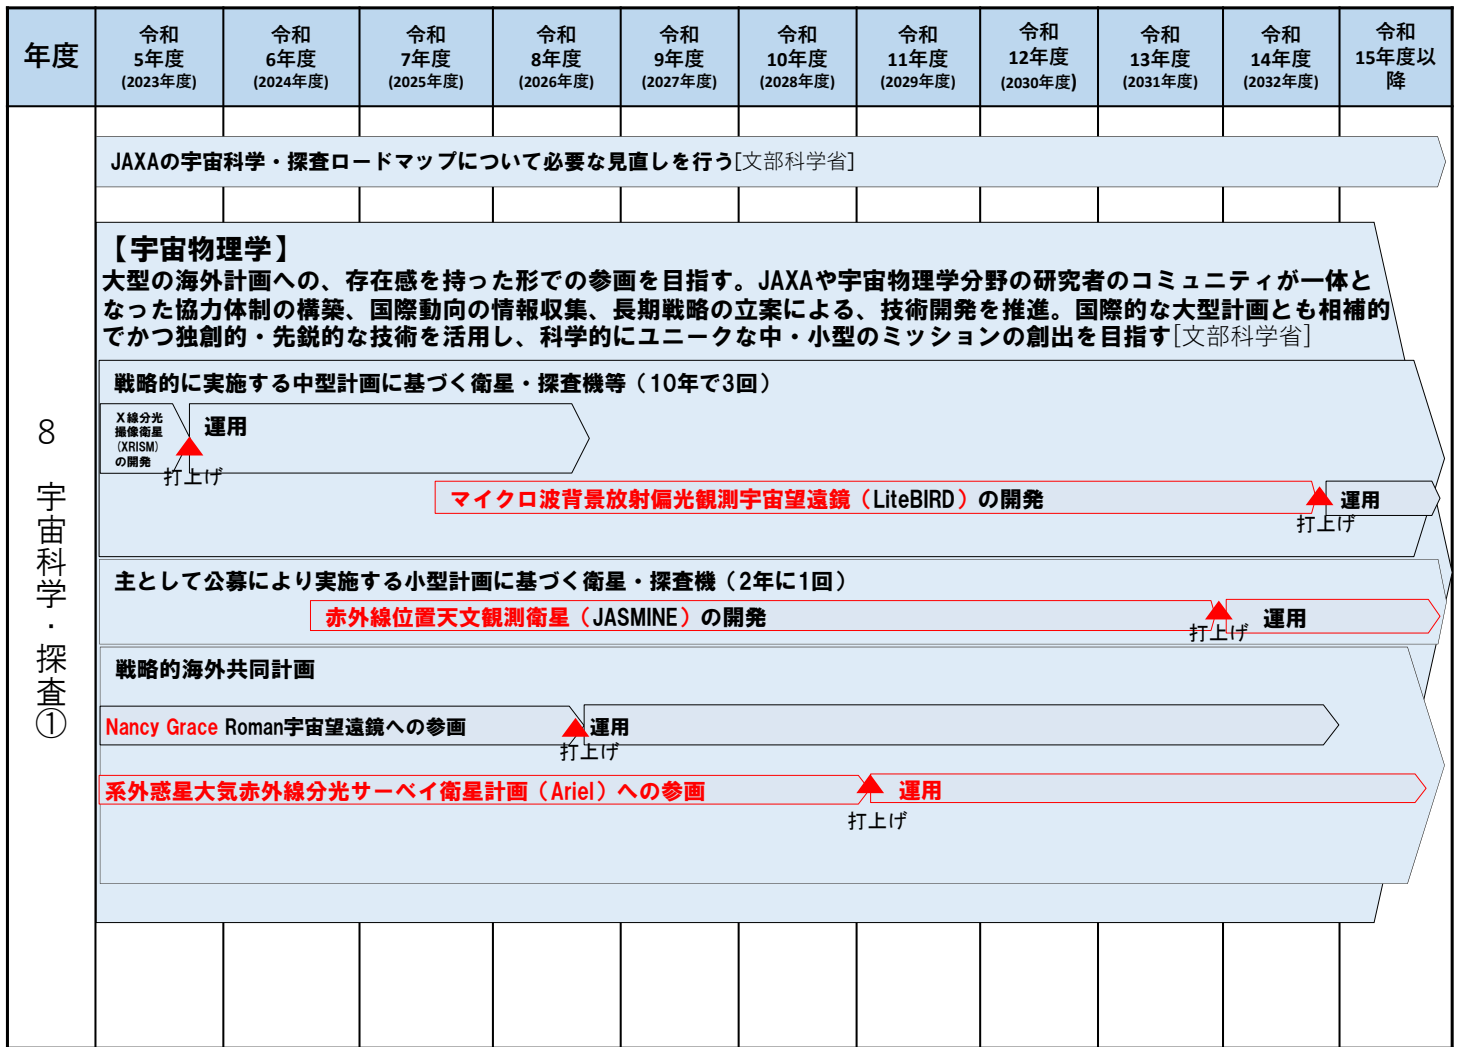 年度
令和
5年度
(2023年度)
令和
6年度
(2024年度)
令和
7年度
(2025年度)
令和
8年度
(2026年度)
令和
9年度
(2027年度)
令和
10年度
(2028年度)
令和
11年度
(2029年度)
令和
12年度
(2030年度)
令和
13年度
(2031年度)
令和
14年度
(2032年度)
令和
15年度以
降
8 宇宙科学・探査①
JAXAの宇宙科学・探査ロードマップについて必要な見直しを行う[文部科学省]
【宇宙物理学】
大型の海外計画への、存在感を持った形での参画を目指す。JAXAや宇宙物理学分野の研究者のコミュニティが一体と
なった協力体制の構築、国際動向の情報収集、長期戦略の立案による、技術開発を推進。国際的な大型計画とも相補的
でかつ独創的・先鋭的な技術を活用し、科学的にユニークな中・小型のミッションの創出を目指す[文部科学省]
戦略的に実施する中型計画に基づく衛星・探査機等（10年で3回）
X線分光
撮像衛星
(XRISM)
の開発
運用
打上げ
マイクロ波背景放射偏光観測宇宙望遠鏡（LiteBIRD）の開発
運用
打上げ
主として公募により実施する小型計画に基づく衛星・探査機（2年に1回）
赤外線位置天文観測衛星（JASMINE）の開発
運用
打上げ
戦略的海外共同計画
Nancy Grace Roman宇宙望遠鏡への参画
運用
打上げ
系外惑星大気赤外線分光サーベイ衛星計画（Ariel）への参画
運用
打上げ